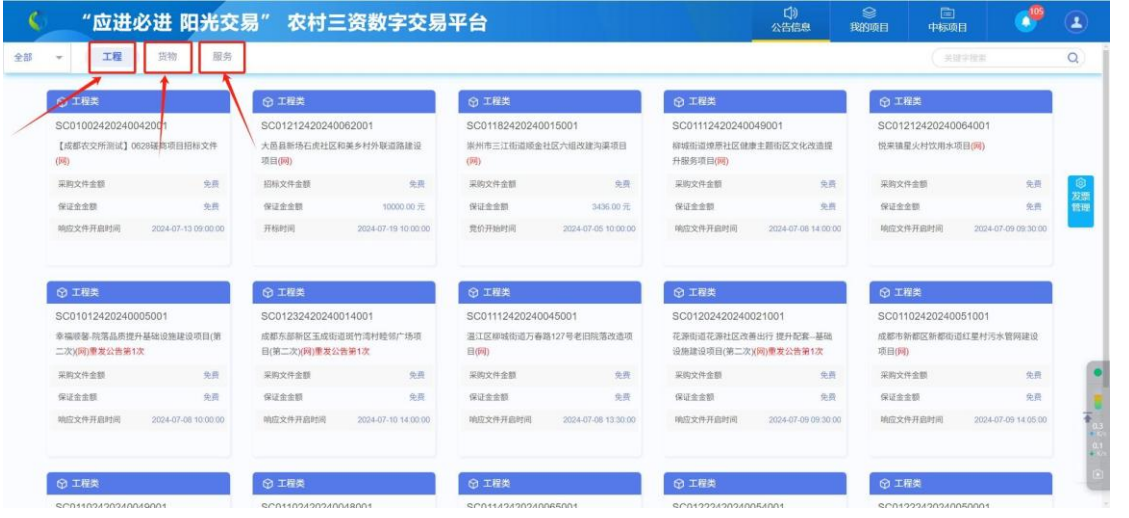 “应进必进 阳光交易” 农村三资数字交易平台
公告信息
我的项目
中标项目
105
全部
工程
货物
服务
关键字搜索
工程类
工程类
工程类
工程类
工程类
SC01002420240042001
SC01212420240062001
SC01182420240015001
SC01112420240049001
SC01212420240064001
【成都农交所测试】0628磋商项目招标文件
(网)
大邑县新场石虎社区和美乡村外联道路建设
项目(网)
崇州市三江街道顺金社区六组改建沟渠项目
(网)
柳城街道燎原社区健康主题街区文化改造提
升服务项目(网)
悦来镇星火村饮用水项目(网)
采购文件金额 免费
招标文件金额 免费
采购文件金额 免费
采购文件金额 免费
采购文件金额 免费
保证金金额 免费
保证金金额 10000.00 元
保证金金额 3436.00 元
保证金金额 免费
保证金金额 免费
响应文件开启时间 2024-07-13 09:00:00
开标时间 2024-07-19 10:00:00
竞价开始时间 2024-07-05 10:00:00
响应文件开启时间 2024-07-08 14:00:00
响应文件开启时间 2024-07-09 09:30:00
发票
管理
工程类
工程类
工程类
工程类
工程类
SC01012420240005001
SC01232420240014001
SC01112420240045001
SC01202420240021001
SC01102420240051001
幸福顺馨·院落品质提升基础设施建设项目(第
二次)(网)重发公告第1次
成都东部新区玉成街道斑竹湾村睦邻广场项
目(第二次)(网)重发公告第1次
温江区柳城街道万春路127号老旧院落改造项
目(网)
花源街道花源社区改善出行 提升配套--基础
设施建设项目(第二次)(网)重发公告第1次
成都市新都区新都街道红星村污水管网建设
项目(网)
采购文件金额 免费
采购文件金额 免费
采购文件金额 免费
采购文件金额 免费
采购文件金额 免费
保证金金额 免费
保证金金额 免费
保证金金额 免费
保证金金额 免费
保证金金额 免费
响应文件开启时间 2024-07-08 10:00:00
响应文件开启时间 2024-07-10 14:00:00
响应文件开启时间 2024-07-08 13:30:00
响应文件开启时间 2024-07-09 09:30:00
响应文件开启时间 2024-07-09 14:05:00
0.3
0.1
工程类
工程类
工程类
工程类
工程类
SC01102420240049001
SC01102420240048001
SC01142420240065001
SC01222420240054001
SC01222420240050001